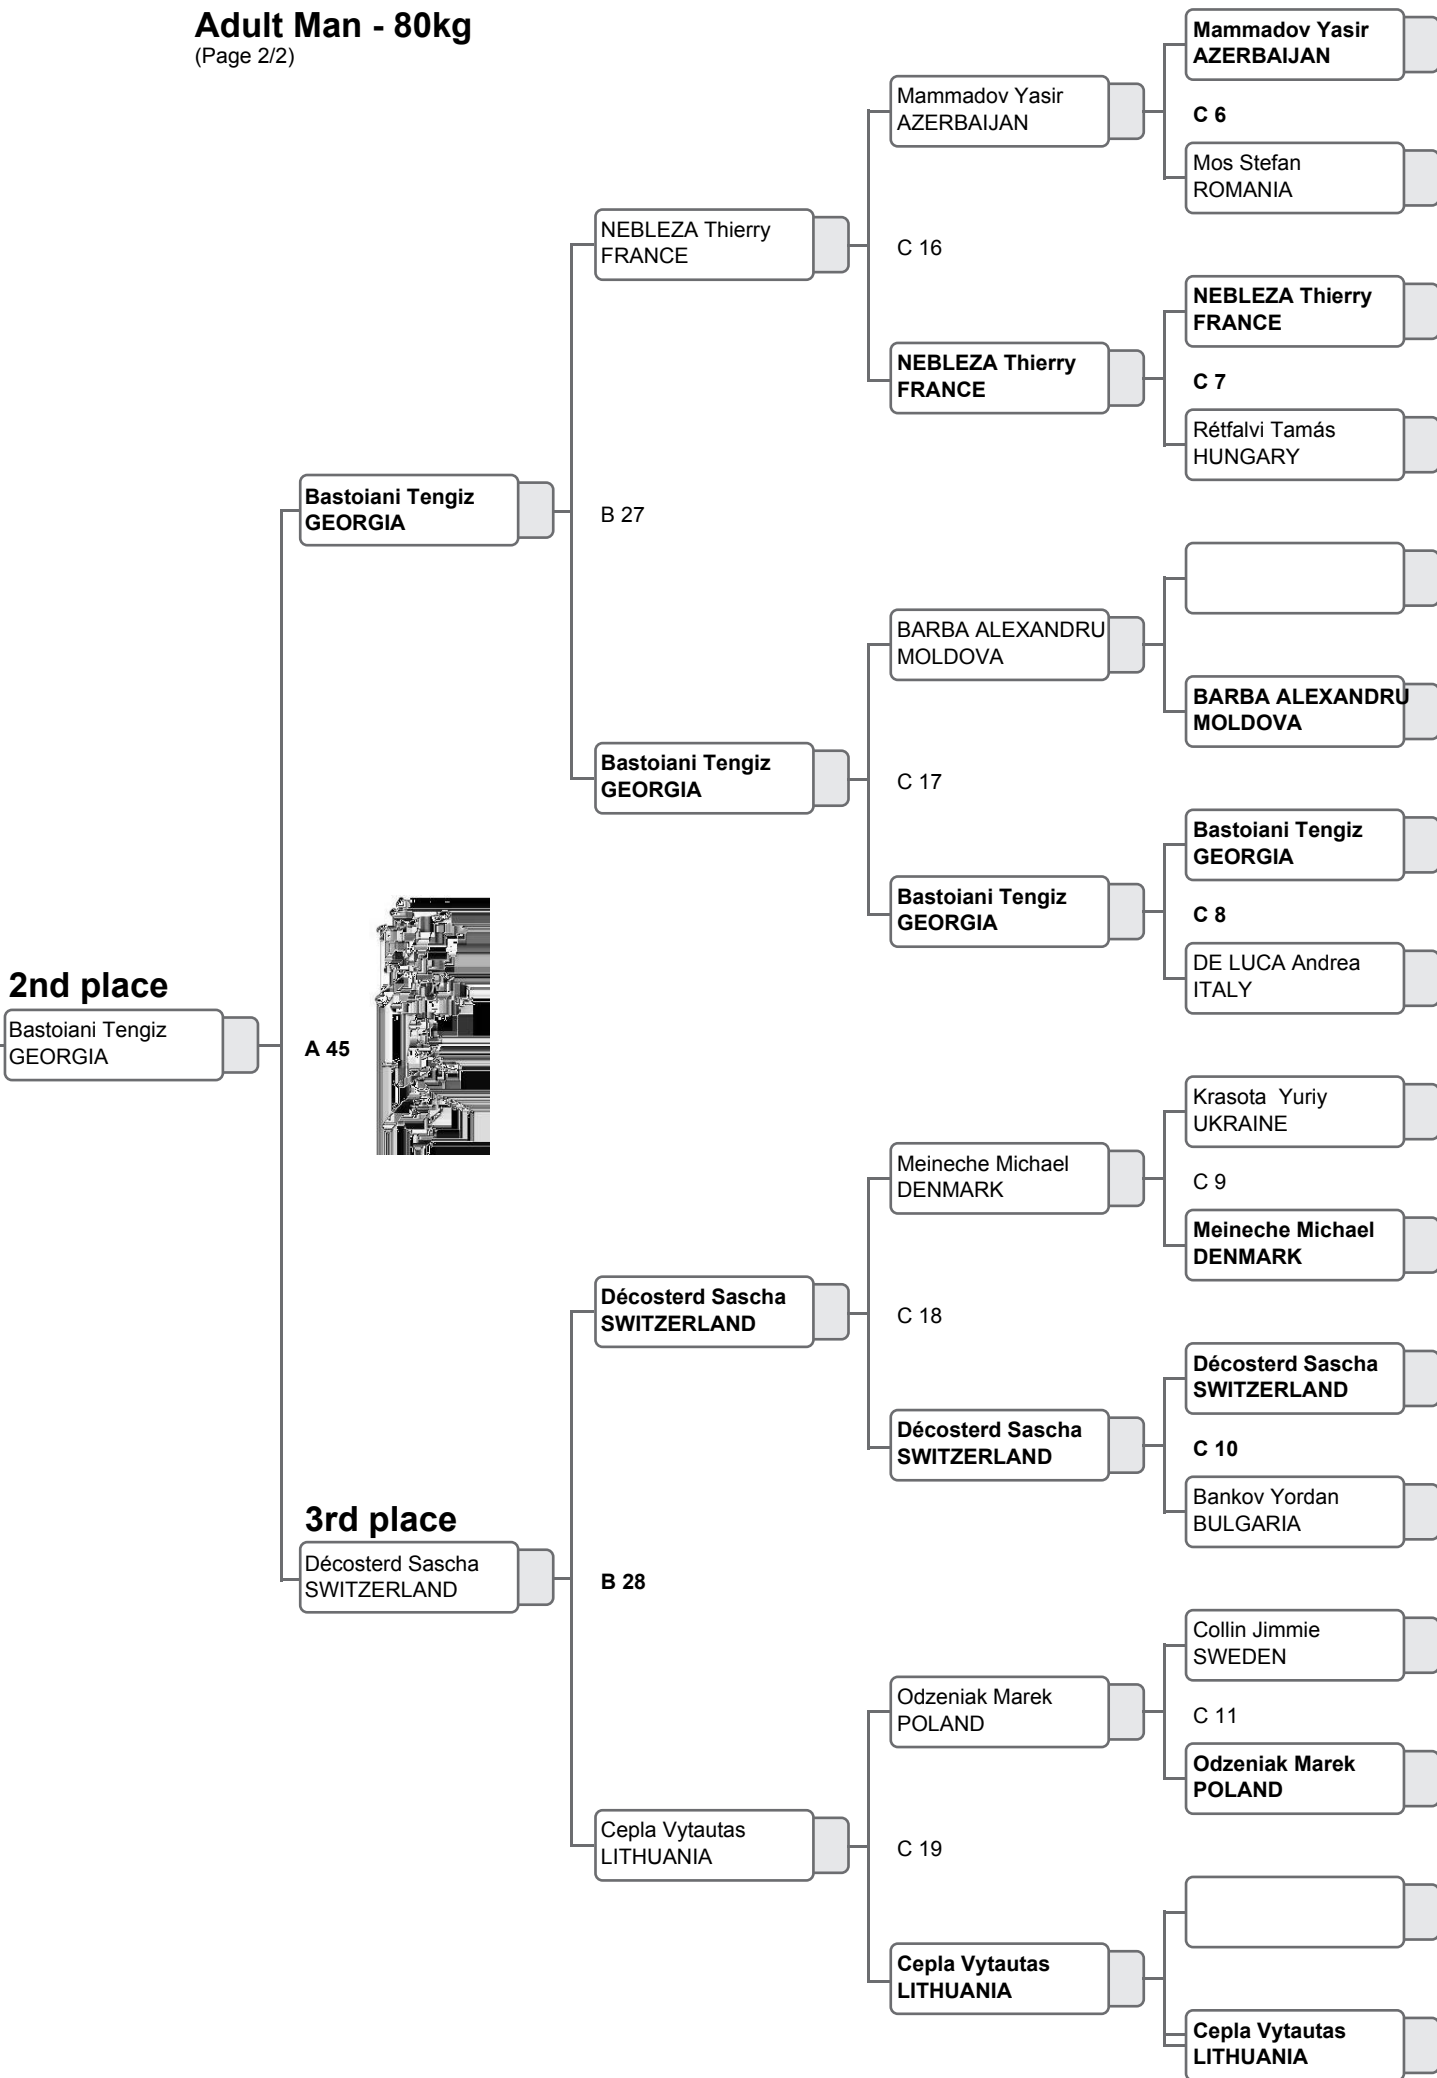 Adult Man - 80kg
(Page 2/2)
2nd place
Bastoiani Tengiz
GEORGIA
Bastoiani Tengiz
GEORGIA
A 45
3rd place
Décosterd Sascha
SWITZERLAND
NEBLEZA Thierry
FRANCE
B 27
Bastoiani Tengiz
GEORGIA
Décosterd Sascha
SWITZERLAND
B 28
Cepla Vytautas
LITHUANIA
Mammadov Yasir
AZERBAIJAN
C 16
NEBLEZA Thierry
FRANCE
BARBA ALEXANDRU
MOLDOVA
C 17
Bastoiani Tengiz
GEORGIA
Meineche Michael
DENMARK
C 18
Décosterd Sascha
SWITZERLAND
Odzeniak Marek
POLAND
C 19
Cepla Vytautas
LITHUANIA
Mammadov Yasir
AZERBAIJAN
C 6
Mos Stefan
ROMANIA
NEBLEZA Thierry
FRANCE
C 7
Rétfalvi Tamás
HUNGARY
BARBA ALEXANDRU
MOLDOVA
Bastoiani Tengiz
GEORGIA
C 8
DE LUCA Andrea
ITALY
Krasota  Yuriy
UKRAINE
C 9
Meineche Michael
DENMARK
Décosterd Sascha
SWITZERLAND
C 10
Bankov Yordan
BULGARIA
Collin Jimmie
SWEDEN
C 11
Odzeniak Marek
POLAND
Cepla Vytautas
LITHUANIA